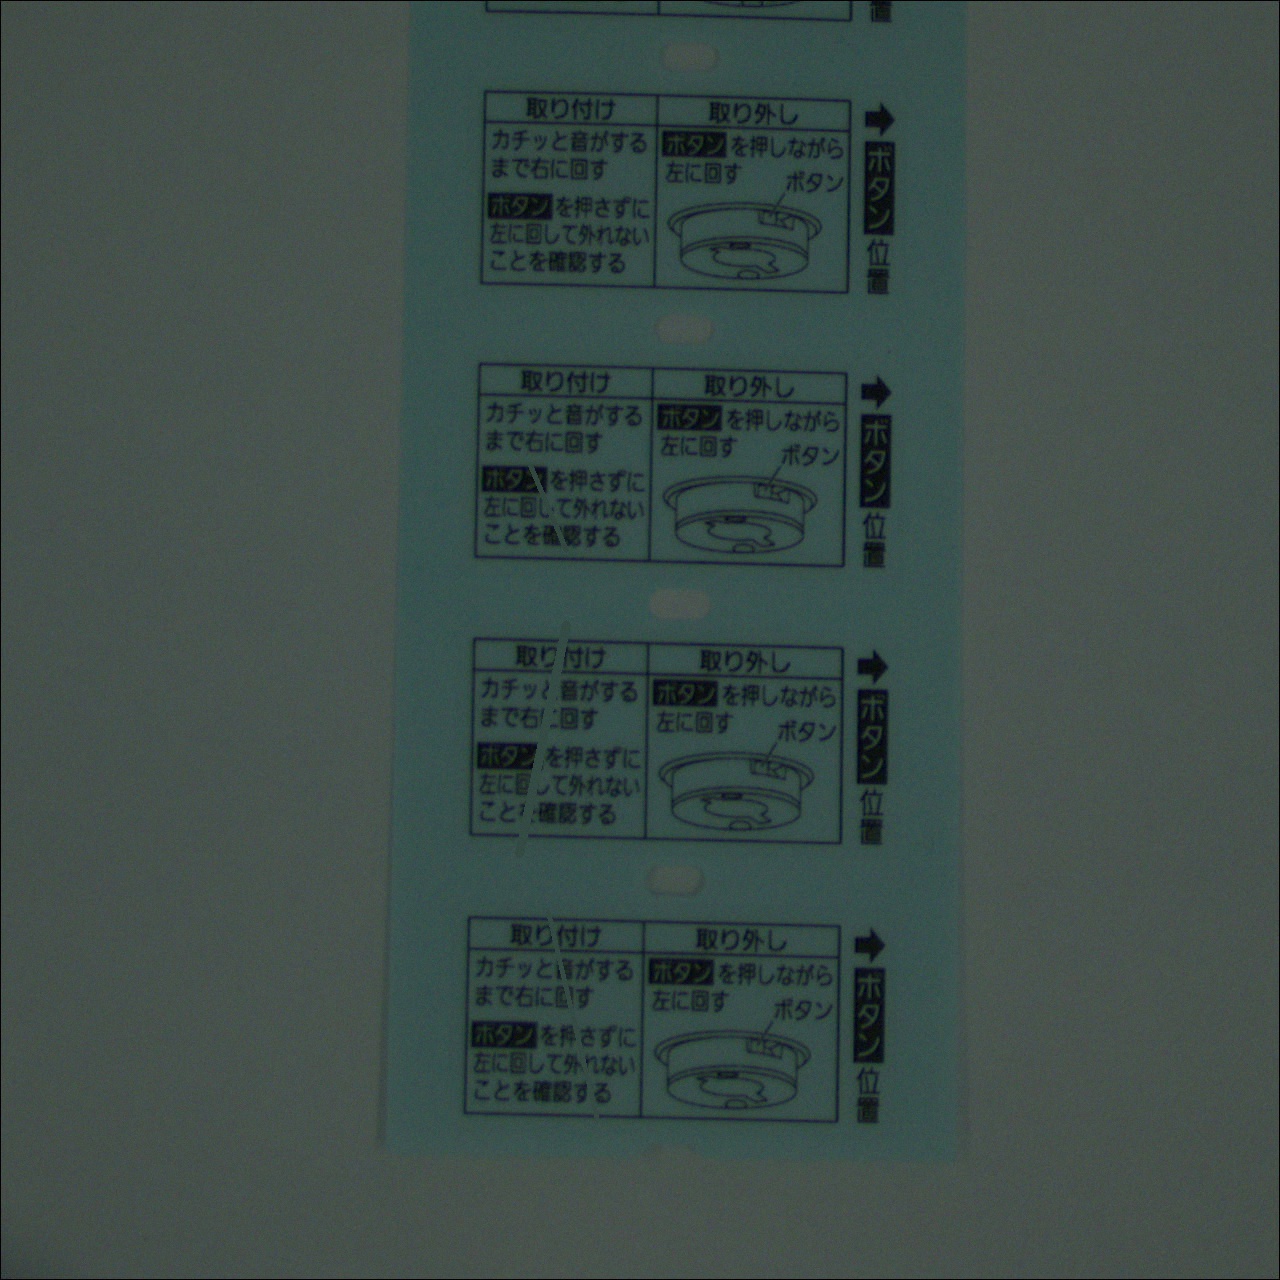 置
取り付け
取り外し
カチッと音がする
まで右に回す
ボタンを押さずに
左に回して外れない
ことを確認する
ボタンを押しながら
左に回す
ボタン
ボタン位置
取り付け
取り外し
カチッと音がする
まで右に回す
ボタンを押さずに
左に回して外れない
ことを確認する
ボタンを押しながら
左に回す
ボタン
ボタン位置
取り付け
取り外し
カチッと音がする
まで右に回す
ボタンを押さずに
左に回して外れない
ことを確認する
ボタンを押しながら
左に回す
ボタン
ボタン位置
取り付け
取り外し
カチッと音がする
まで右に回す
ボタンを押さずに
左に回して外れない
ことを確認する
ボタンを押しながら
左に回す
ボタン
ボタン位置